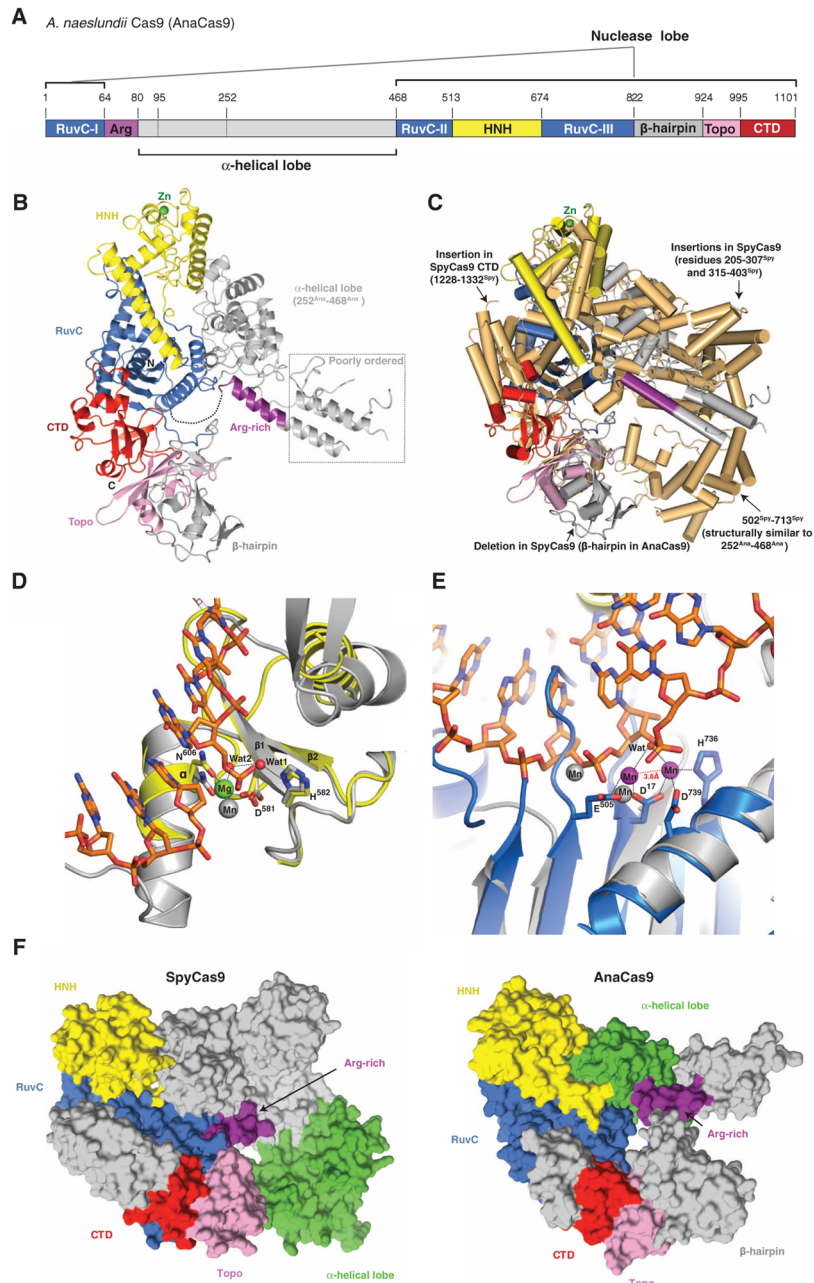 A
A. naeslundii Cas9 (AnaCas9)
Nuclease lobe
1 64 80 95 252 468 513 674 822 924 995 1101
RuvC-I Arg RuvC-II HNH RuvC-III β-hairpin Topo CTD
α-helical lobe
B
Zn
HNH
α-helical lobe
(252ᴬⁿᵃ-468ᴬⁿᵃ)
RuvC
N
Poorly ordered
CTD
Arg-rich
C
Topo
β-hairpin
C
Zn
Insertion in
SpyCas9 CTD
(1228-1332ˢᵖʸ)
Insertions in SpyCas9
(residues 205-307ˢᵖʸ
and 315-403ˢᵖʸ)
502ˢᵖʸ-713ˢᵖʸ
(structurally similar to
252ᴬⁿᵃ-468ᴬⁿᵃ)
Deletion in SpyCas9 (β-hairpin in AnaCas9)
D
N⁶⁰⁶
α
β1
β2
Wat2
Wat1
Mg
Mn
D⁵⁸¹
H⁵⁸²
E
Wat
H⁷³⁶
Mn
Mn
3.8Å
Mn
Mn
E⁵⁰⁵
D¹⁷
D⁷³⁹
F
SpyCas9
HNH
Arg-rich
RuvC
CTD
Topo
α-helical lobe
AnaCas9
HNH
α-helical lobe
RuvC
Arg-rich
CTD
β-hairpin
Topo